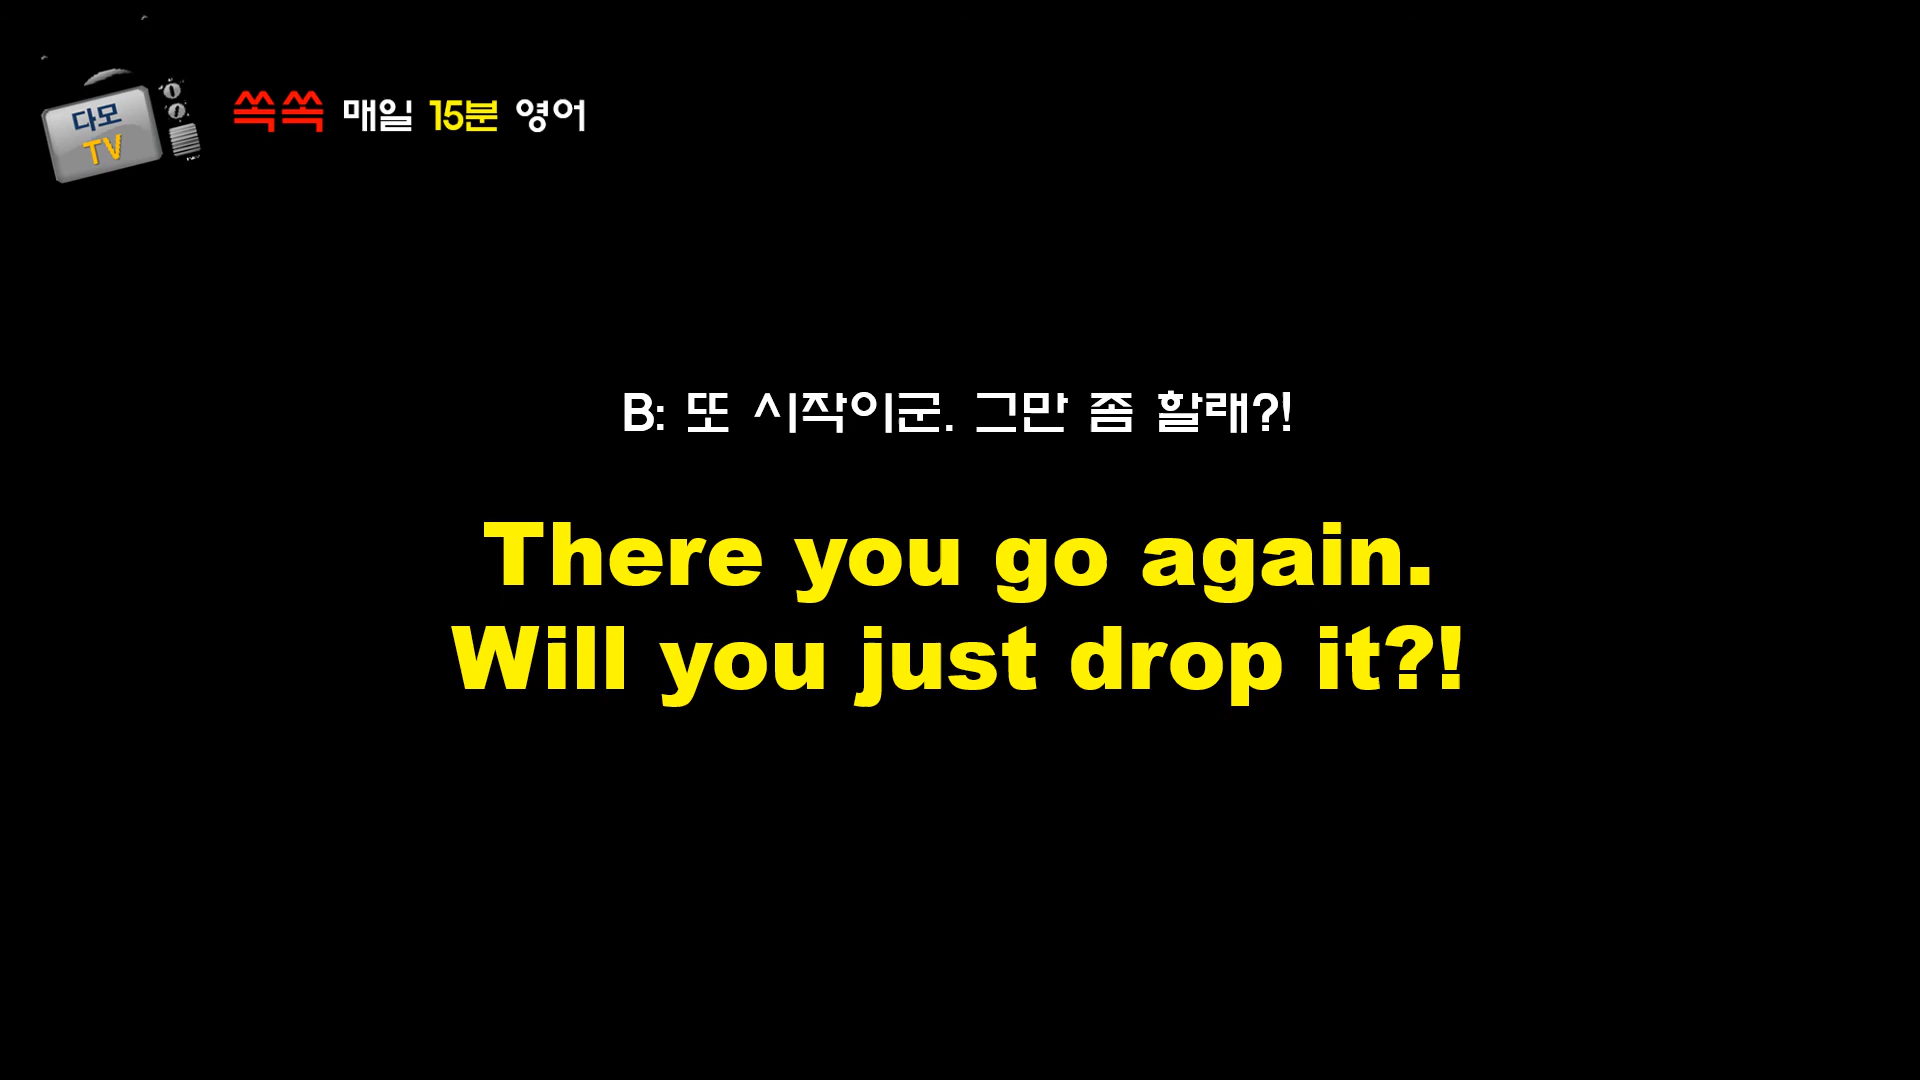 다모
TV
쏙쏙 매일 15분 영어
B: 또 시작이군. 그만 좀 할래?!
There you go again.
Will you just drop it?!